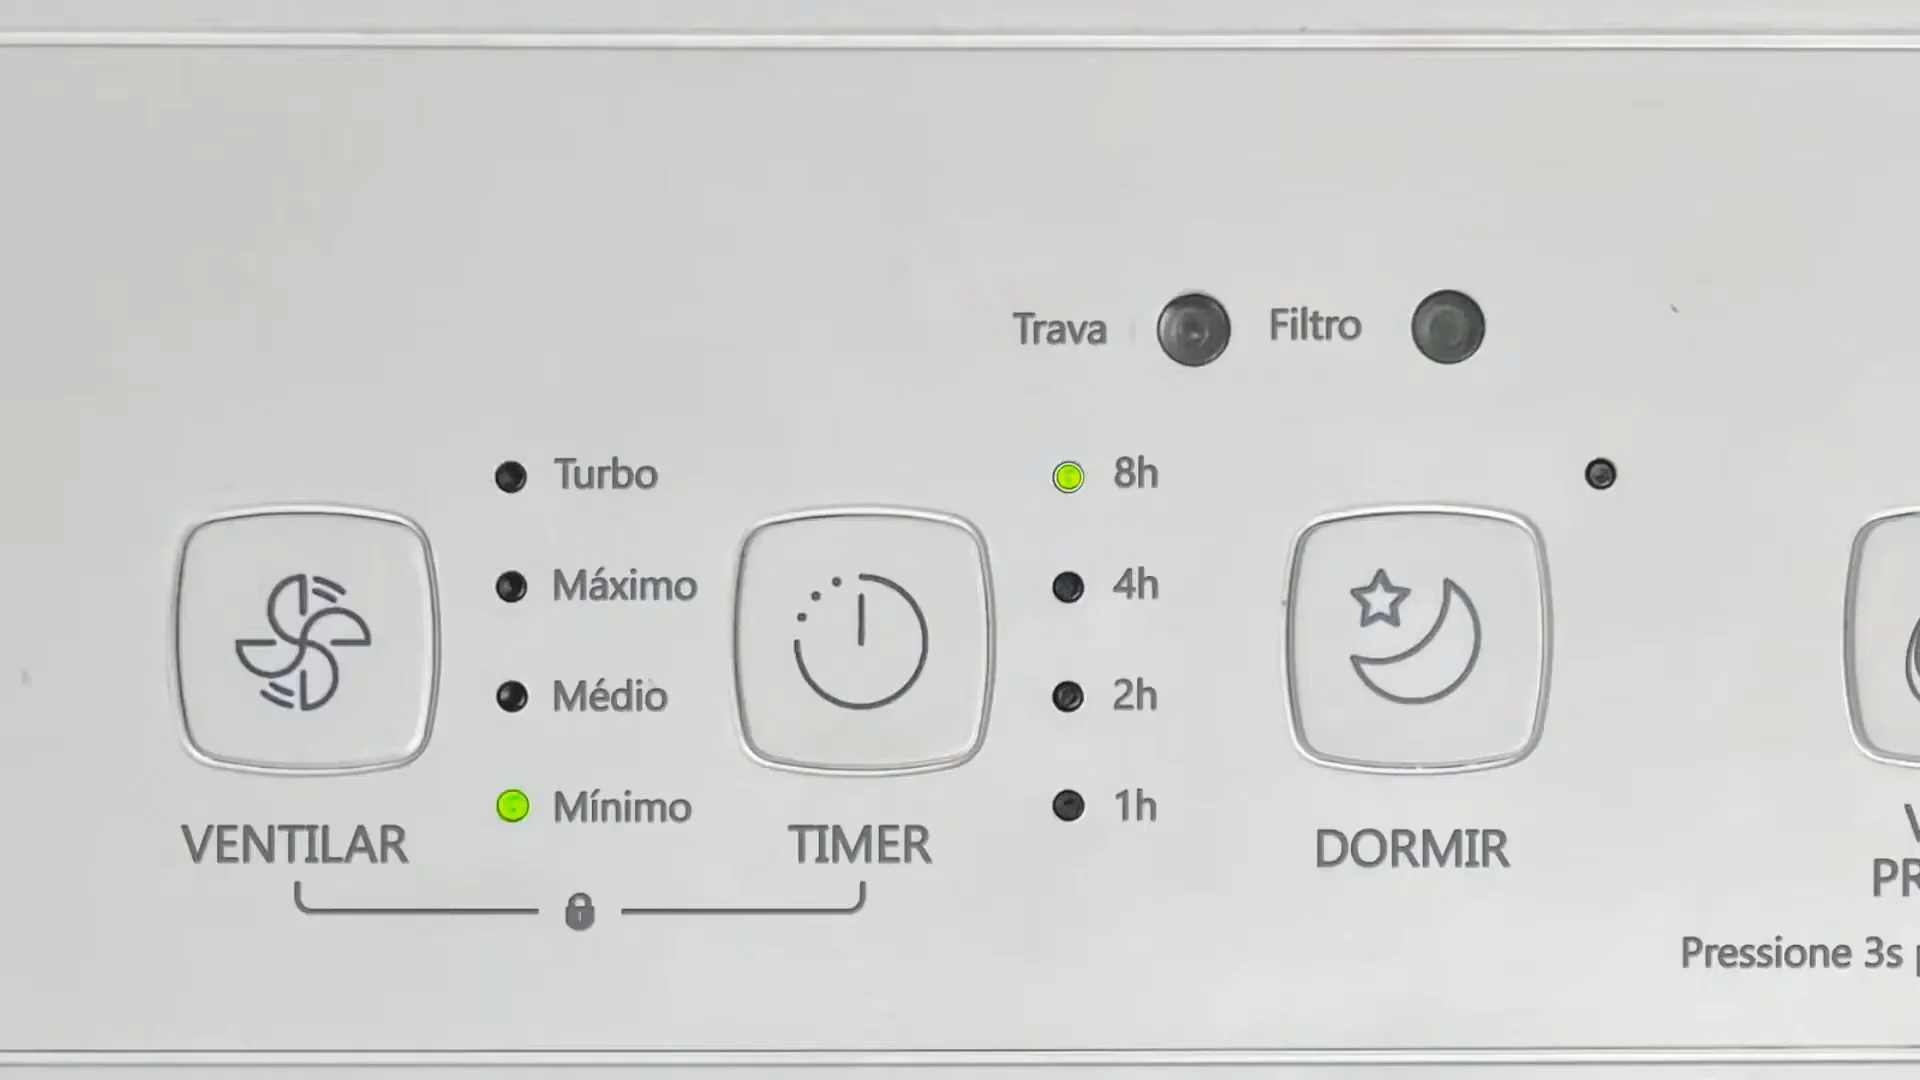 Trava
Filtro
Turbo
Máximo
Médio
Mínimo
8h
4h
2h
1h
VENTILAR
TIMER
DORMIR
Pressione 3s